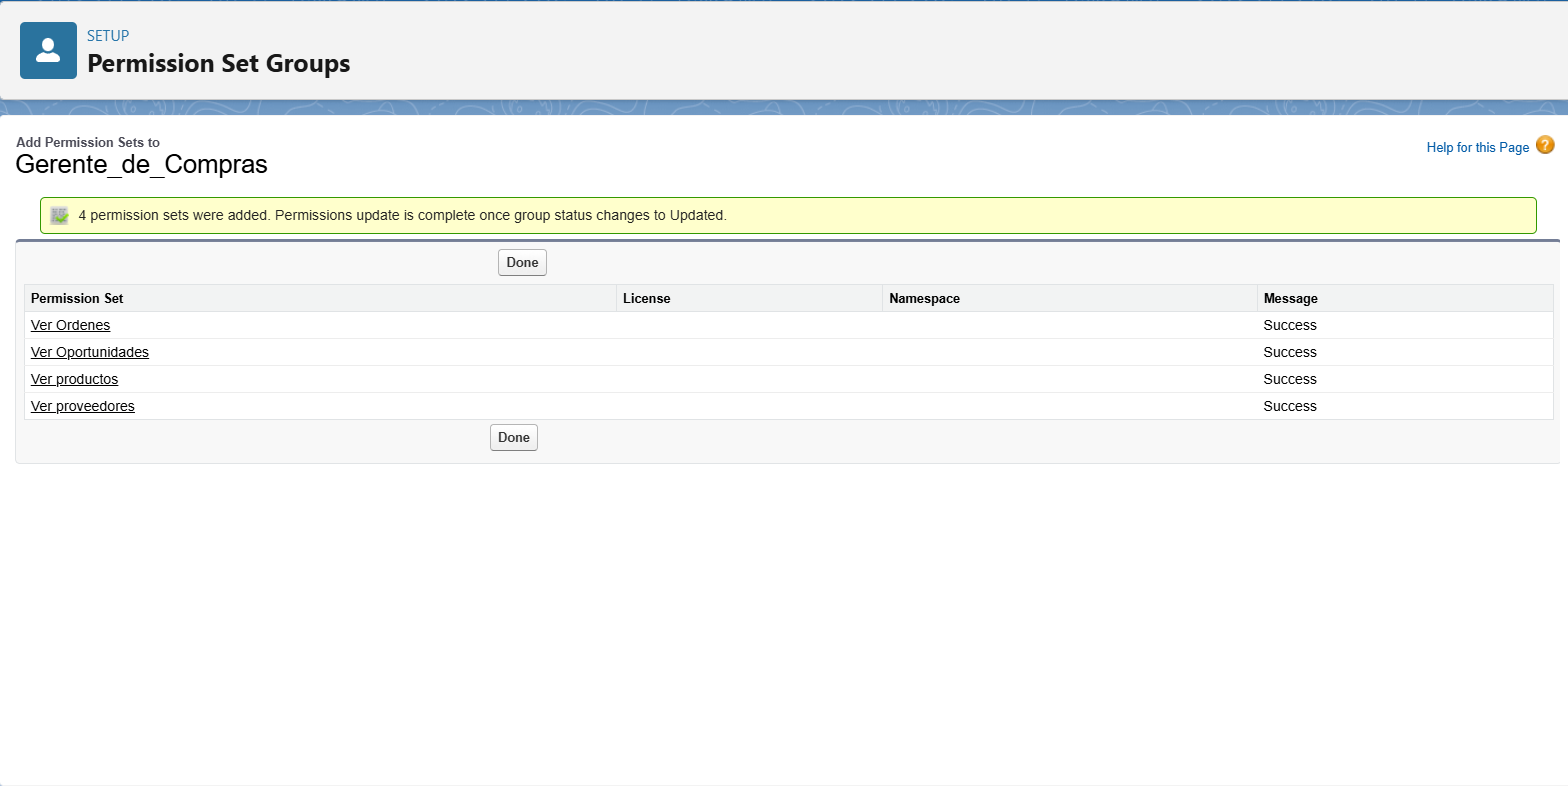 SETUP
Permission Set Groups
Add Permission Sets to
Gerente_de_Compras
Help for this Page ?
4 permission sets were added. Permissions update is complete once group status changes to Updated.
Done
Permission Set License Namespace Message
Ver Ordenes Success
Ver Oportunidades Success
Ver productos Success
Ver proveedores Success
Done